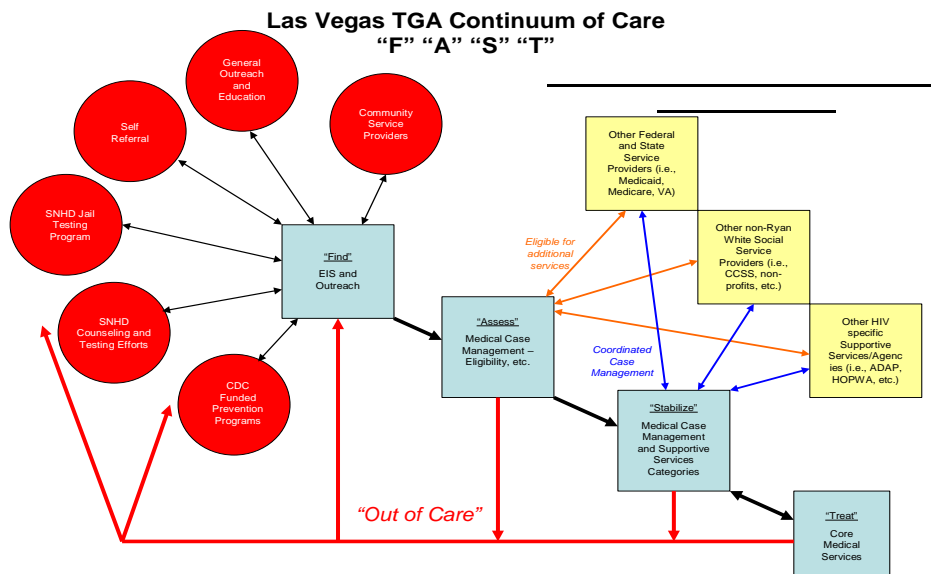 Las Vegas TGA Continuum of Care
“F” “A” “S” “T”
General
Outreach
and
Education
Community
Service
Providers
Self
Referral
SNHD Jail
Testing
Program
SNHD
Counseling and
Testing Efforts
CDC
Funded
Prevention
Programs
“Find”
EIS and
Outreach
Eligible for
additional
services
Other Federal
and State
Service
Providers (i.e.,
Medicaid,
Medicare, VA)
Other non-Ryan
White Social
Service
Providers (i.e.,
CCSS, non-
profits, etc.)
Other HIV
specific
Supportive
Services/Agenc
ies (i.e., ADAP,
HOPWA, etc.)
“Assess”
Medical Case
Management –
Eligibility, etc.
Coordinated
Case
Management
“Stabilize”
Medical Case
Management
and Supportive
Services
Categories
“Out of Care”
“Treat”
Core
Medical
Services